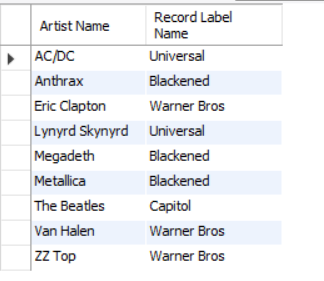 Artist Name Record Label Name
AC/DC Universal
Anthrax Blackened
Eric Clapton Warner Bros
Lynyrd Skynyrd Universal
Megadeth Blackened
Metallica Blackened
The Beatles Capitol
Van Halen Warner Bros
ZZ Top Warner Bros